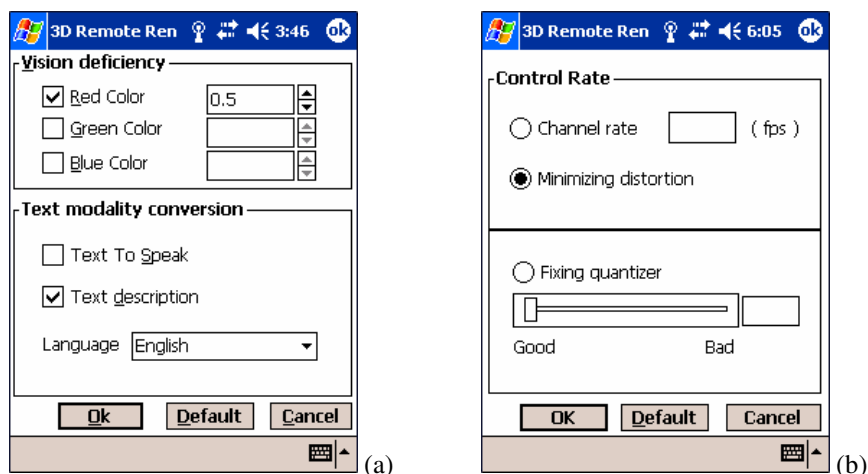 3D Remote Ren 3:46 ok
Vision deficiency
Red Color 0.5
Green Color
Blue Color
Text modality conversion
Text To Speak
Text description
Language English
Ok Default Cancel
(a)
3D Remote Ren 6:05 ok
Control Rate
Channel rate ( fps )
Minimizing distortion
Fixing quantizer
Good Bad
OK Default Cancel
(b)